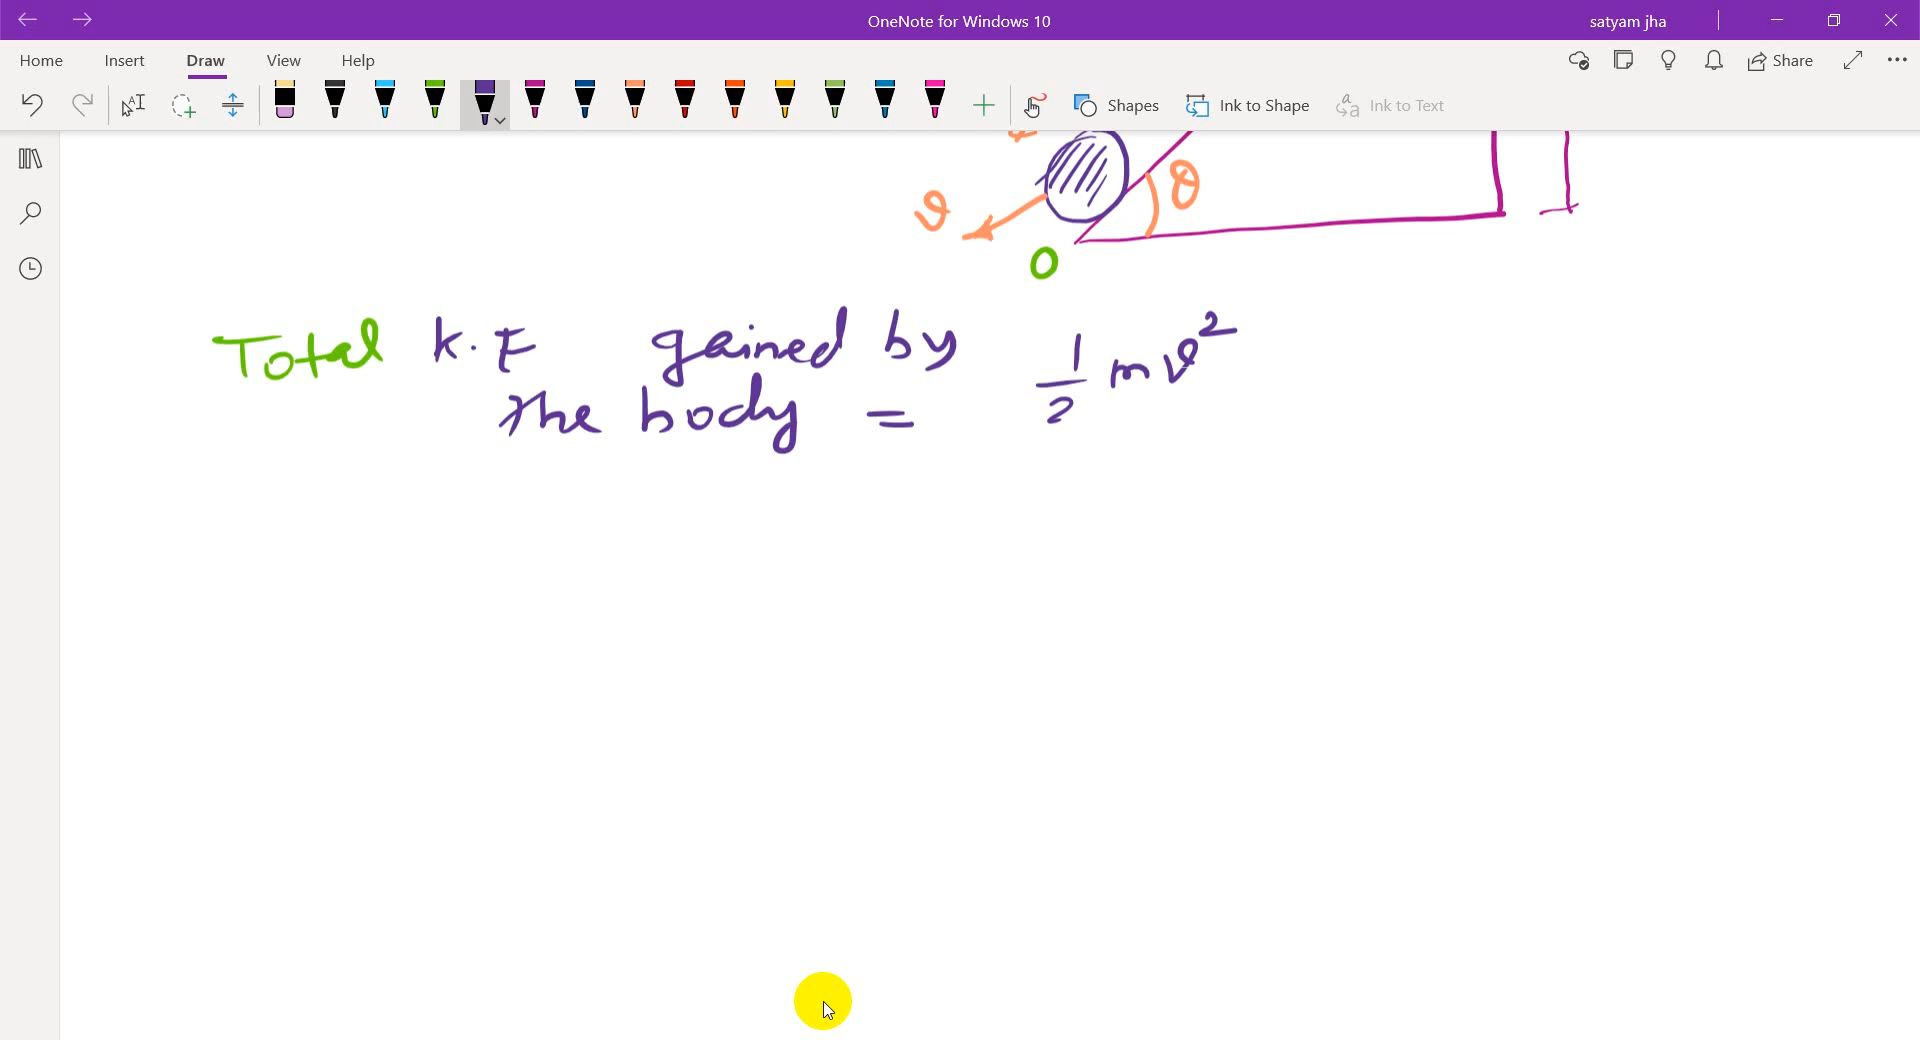 OneNote for Windows 10
satyam jha
Home Insert Draw View Help
Share
Shapes Ink to Shape Ink to Text
θ
ϑ
O
Total K.E gained by
the body = 1/2 mϑ²